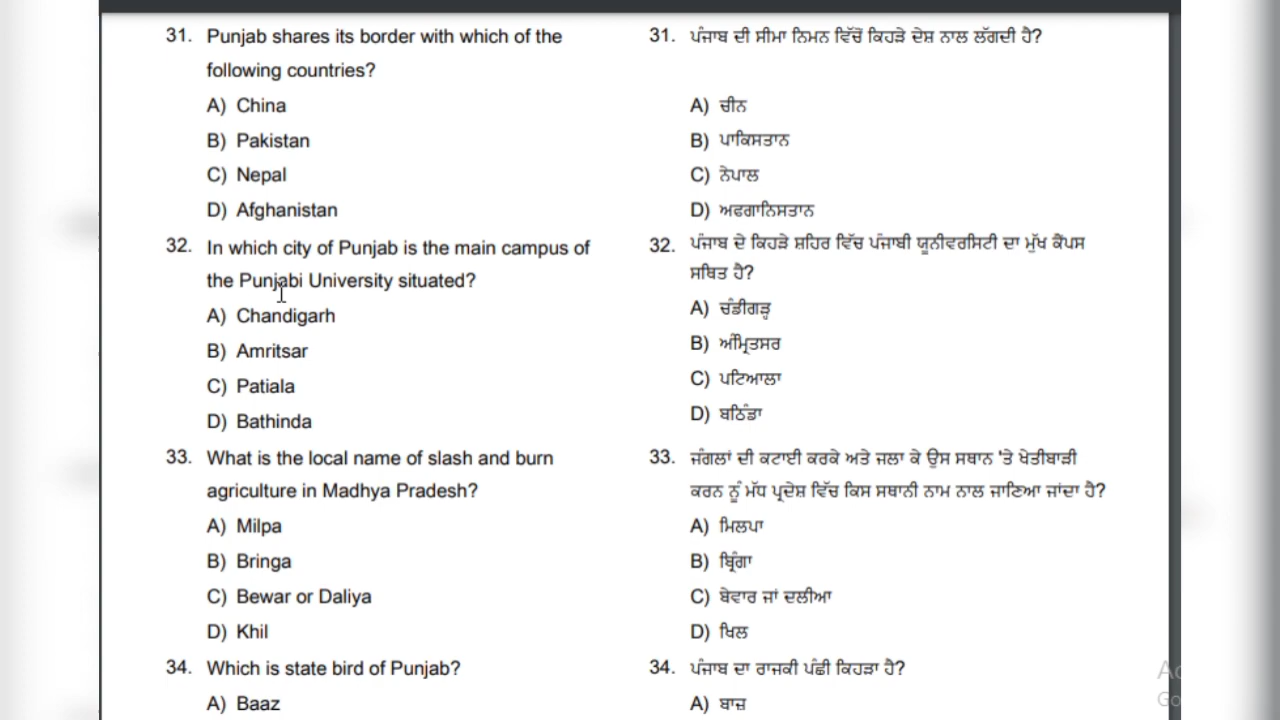 31. Punjab shares its border with which of the
following countries?
A) China
B) Pakistan
C) Nepal
D) Afghanistan
32. In which city of Punjab is the main campus of
the Punjabi University situated?
A) Chandigarh
B) Amritsar
C) Patiala
D) Bathinda
33. What is the local name of slash and burn
agriculture in Madhya Pradesh?
A) Milpa
B) Bringa
C) Bewar or Daliya
D) Khil
34. Which is state bird of Punjab?
A) Baaz
31. ਪੰਜਾਬ ਦੀ ਸੀਮਾ ਨਿਮਨ ਵਿੱਚੋਂ ਕਿਹੜੇ ਦੇਸ਼ ਨਾਲ ਲੱਗਦੀ ਹੈ?
A) ਚੀਨ
B) ਪਾਕਿਸਤਾਨ
C) ਨੇਪਾਲ
D) ਅਫਗਾਨਿਸਤਾਨ
32. ਪੰਜਾਬ ਦੇ ਕਿਹੜੇ ਸ਼ਹਿਰ ਵਿੱਚ ਪੰਜਾਬੀ ਯੂਨੀਵਰਸਿਟੀ ਦਾ ਮੁੱਖ ਕੈਂਪਸ
ਸਥਿਤ ਹੈ?
A) ਚੰਡੀਗੜ੍ਹ
B) ਅੰਮ੍ਰਿਤਸਰ
C) ਪਟਿਆਲਾ
D) ਬਠਿੰਡਾ
33. ਜੰਗਲਾਂ ਦੀ ਕਟਾਈ ਕਰਕੇ ਅਤੇ ਜਲਾ ਕੇ ਉਸ ਸਥਾਨ 'ਤੇ ਖੇਤੀਬਾੜੀ
ਕਰਨ ਨੂੰ ਮੱਧ ਪ੍ਰਦੇਸ਼ ਵਿੱਚ ਕਿਸ ਸਥਾਨੀ ਨਾਮ ਨਾਲ ਜਾਣਿਆ ਜਾਂਦਾ ਹੈ?
A) ਮਿਲਪਾ
B) ਬ੍ਰਿੰਗਾ
C) ਬੇਵਾਰ ਜਾਂ ਦਲੀਆ
D) ਖਿਲ
34. ਪੰਜਾਬ ਦਾ ਰਾਜਕੀ ਪੰਛੀ ਕਿਹੜਾ ਹੈ?
A) ਬਾਜ਼